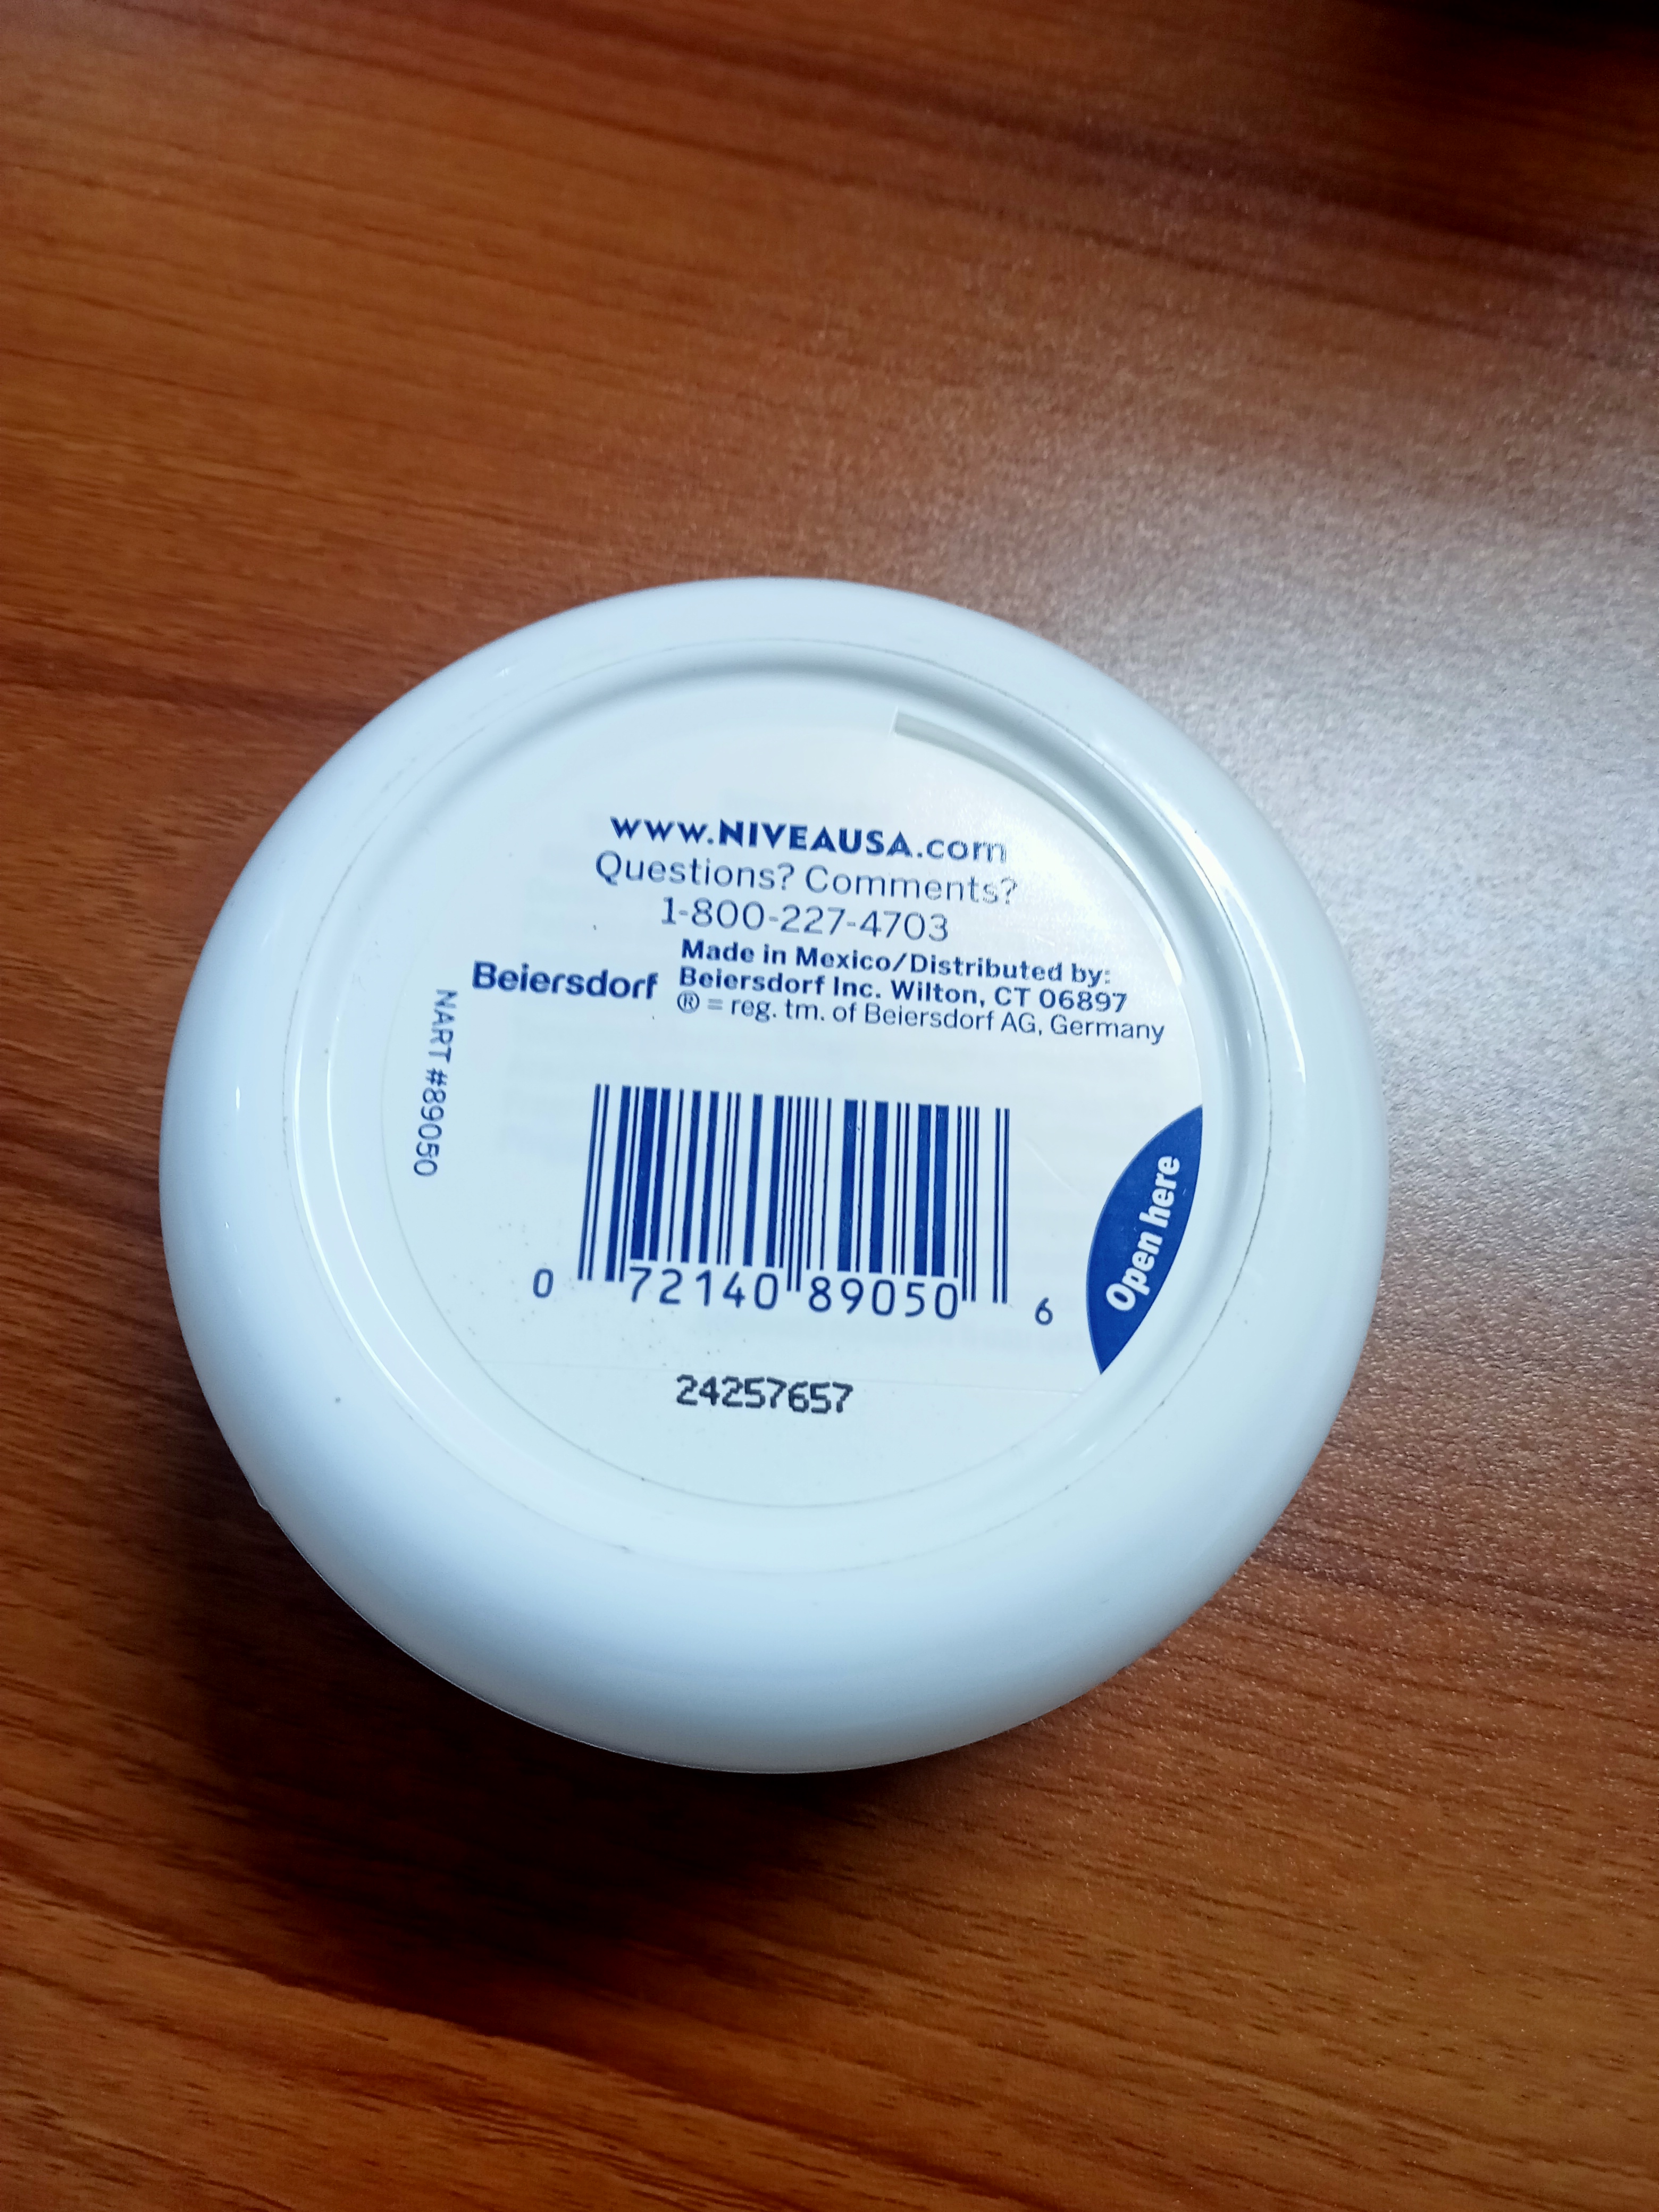 www.NIVEAUSA.com
Questions? Comments?
1-800-227-4703
Beiersdorf
Made in Mexico/Distributed by:
Beiersdorf Inc. Wilton, CT 06897
® = reg. tm. of Beiersdorf AG, Germany
NART #89050
Open here
0 72140 89050 6
24257657